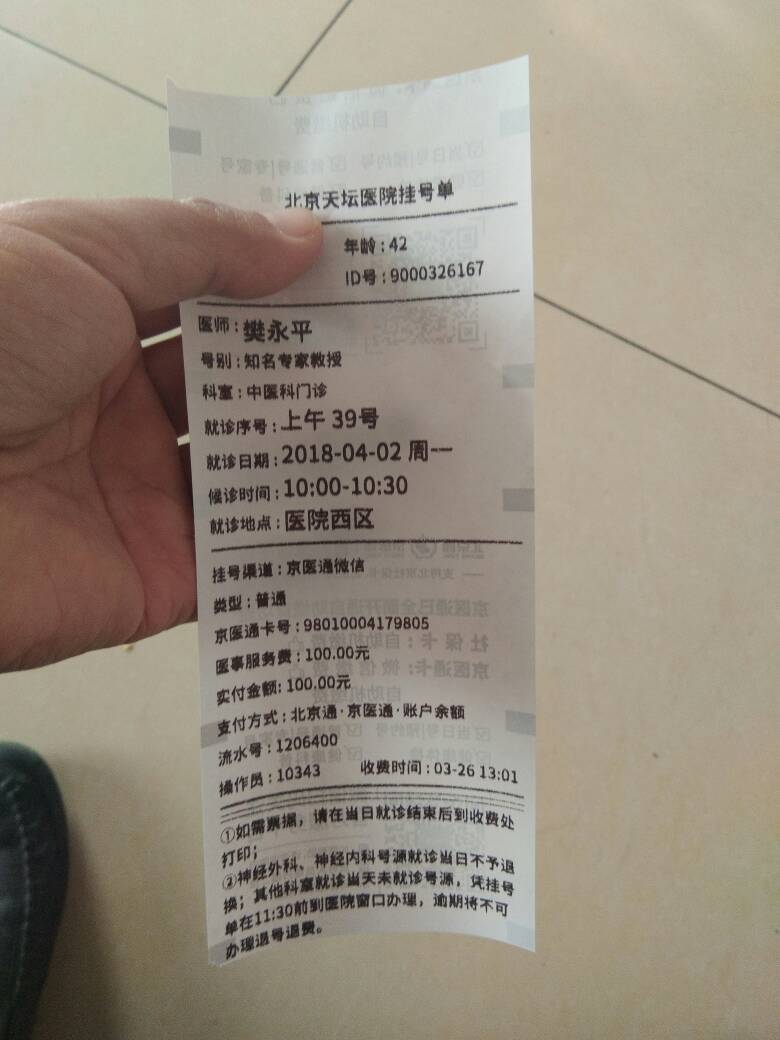 北京天坛医院挂号单
年龄：42
ID号：9000326167
医师：樊永平
号别：知名专家教授
科室：中医科门诊
就诊序号：上午 39号
就诊日期：2018-04-02 周一
候诊时间：10:00-10:30
就诊地点：医院西区
挂号渠道：京医通微信
类型：普通
京医通卡号：98010004179805
医事服务费：100.00元
实付金额: 100.00元
支付方式：北京通·京医通·账户余额
流水号：1206400
操作员：10343 收费时间：03-26 13:01
①如需票据，请在当日就诊结束后到收费处
打印；
②神经外科、神经内科号源就诊当日不予退
换；其他科室就诊当天未就诊号源，凭挂号
单在11:30前到医院窗口办理，逾期将不可
办理退号退费。